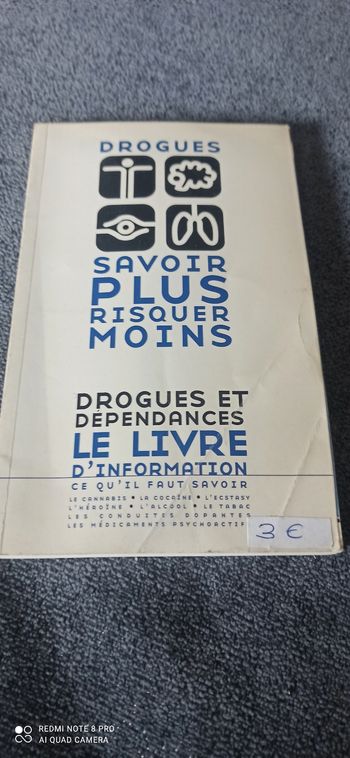 DROGUES
SAVOIR
PLUS
RISQUER
MOINS
DROGUES ET
DÉPENDANCES
LE LIVRE
D'INFORMATION
CE QU'IL FAUT SAVOIR
LE CANNABIS • LA COCAÏNE • L'ECSTASY
L'HÉROÏNE • L'ALCOOL • LE TABAC
LES CONDUITES DOPANTES
LES MÉDICAMENTS PSYCHOACTIF
3 €
REDMI NOTE 8 PRO
AI QUAD CAMERA